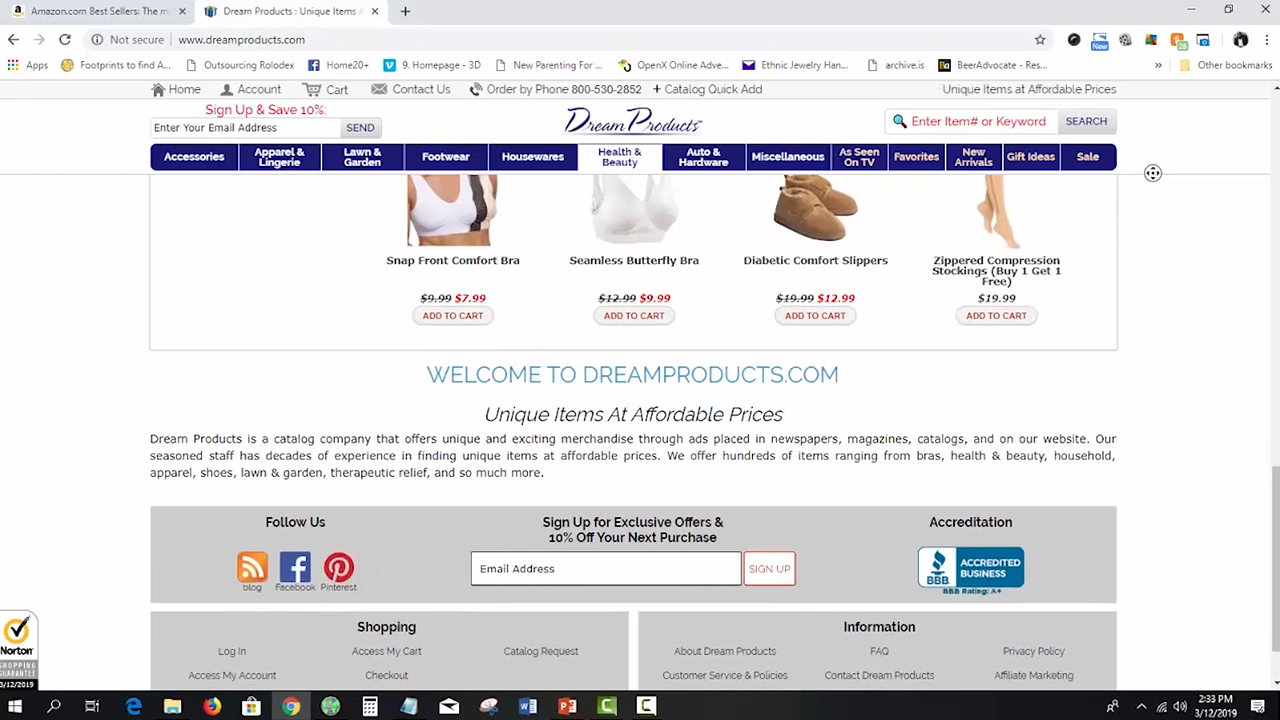 Amazon.com Best Sellers: The m
Dream Products : Unique Items A
Not secure | www.dreamproducts.com
New
28
Apps
Footprints to find A...
Outsourcing Rolodex
Home20+
9. Homepage - 3D
New Parenting For ...
OpenX Online Adve...
Ethnic Jewelry Han...
archive.is
BeerAdvocate - Res...
»
Other bookmarks
Home
Account
Cart
Contact Us
Order by Phone 800-530-2852
+ Catalog Quick Add
Unique Items at Affordable Prices
Sign Up & Save 10%:
Enter Your Email Address
SEND
Dream Products
Enter Item# or Keyword
SEARCH
Accessories
Apparel &
Lingerie
Lawn &
Garden
Footwear
Housewares
Health &
Beauty
Auto &
Hardware
Miscellaneous
As Seen
On TV
Favorites
New
Arrivals
Gift Ideas
Sale
Snap Front Comfort Bra
$9.99 $7.99
ADD TO CART
Seamless Butterfly Bra
$12.99 $9.99
ADD TO CART
Diabetic Comfort Slippers
$19.99 $12.99
ADD TO CART
Zippered Compression
Stockings (Buy 1 Get 1
Free)
$19.99
ADD TO CART
WELCOME TO DREAMPRODUCTS.COM
Unique Items At Affordable Prices
Dream Products is a catalog company that offers unique and exciting merchandise through ads placed in newspapers, magazines, catalogs, and on our website. Our
seasoned staff has decades of experience in finding unique items at affordable prices. We offer hundreds of items ranging from bras, health & beauty, household,
apparel, shoes, lawn & garden, therapeutic relief, and so much more.
Follow Us
blog
Facebook
Pinterest
Sign Up for Exclusive Offers &
10% Off Your Next Purchase
Email Address
SIGN UP
Accreditation
BBB
ACCREDITED
BUSINESS
BBB Rating: A+
Norton
SHOPPING
GUARANTEE
3/12/2019
Shopping
Log In
Access My Cart
Catalog Request
Access My Account
Checkout
Information
About Dream Products
FAQ
Privacy Policy
Customer Service & Policies
Contact Dream Products
Affiliate Marketing
2:33 PM
3/12/2019